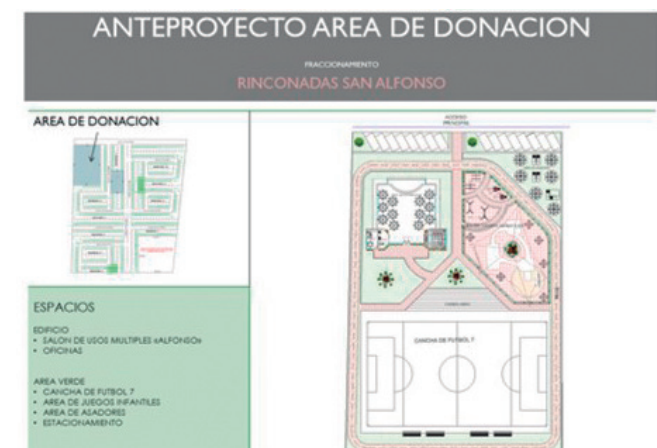 ANTEPROYECTO AREA DE DONACION
FRACCIONAMIENTO
RINCONADAS SAN ALFONSO
AREA DE DONACION
ACCESO
PRINCIPAL
ESPACIOS
EDIFICIO
• SALON DE USOS MULTIPLES «ALFONSO»
• OFICINAS
AREA VERDE
• CANCHA DE FUTBOL 7
• AREA DE JUEGOS INFANTILES
• AREA DE ASADORES
• ESTACIONAMIENTO
CANCHA DE FUTBOL 7